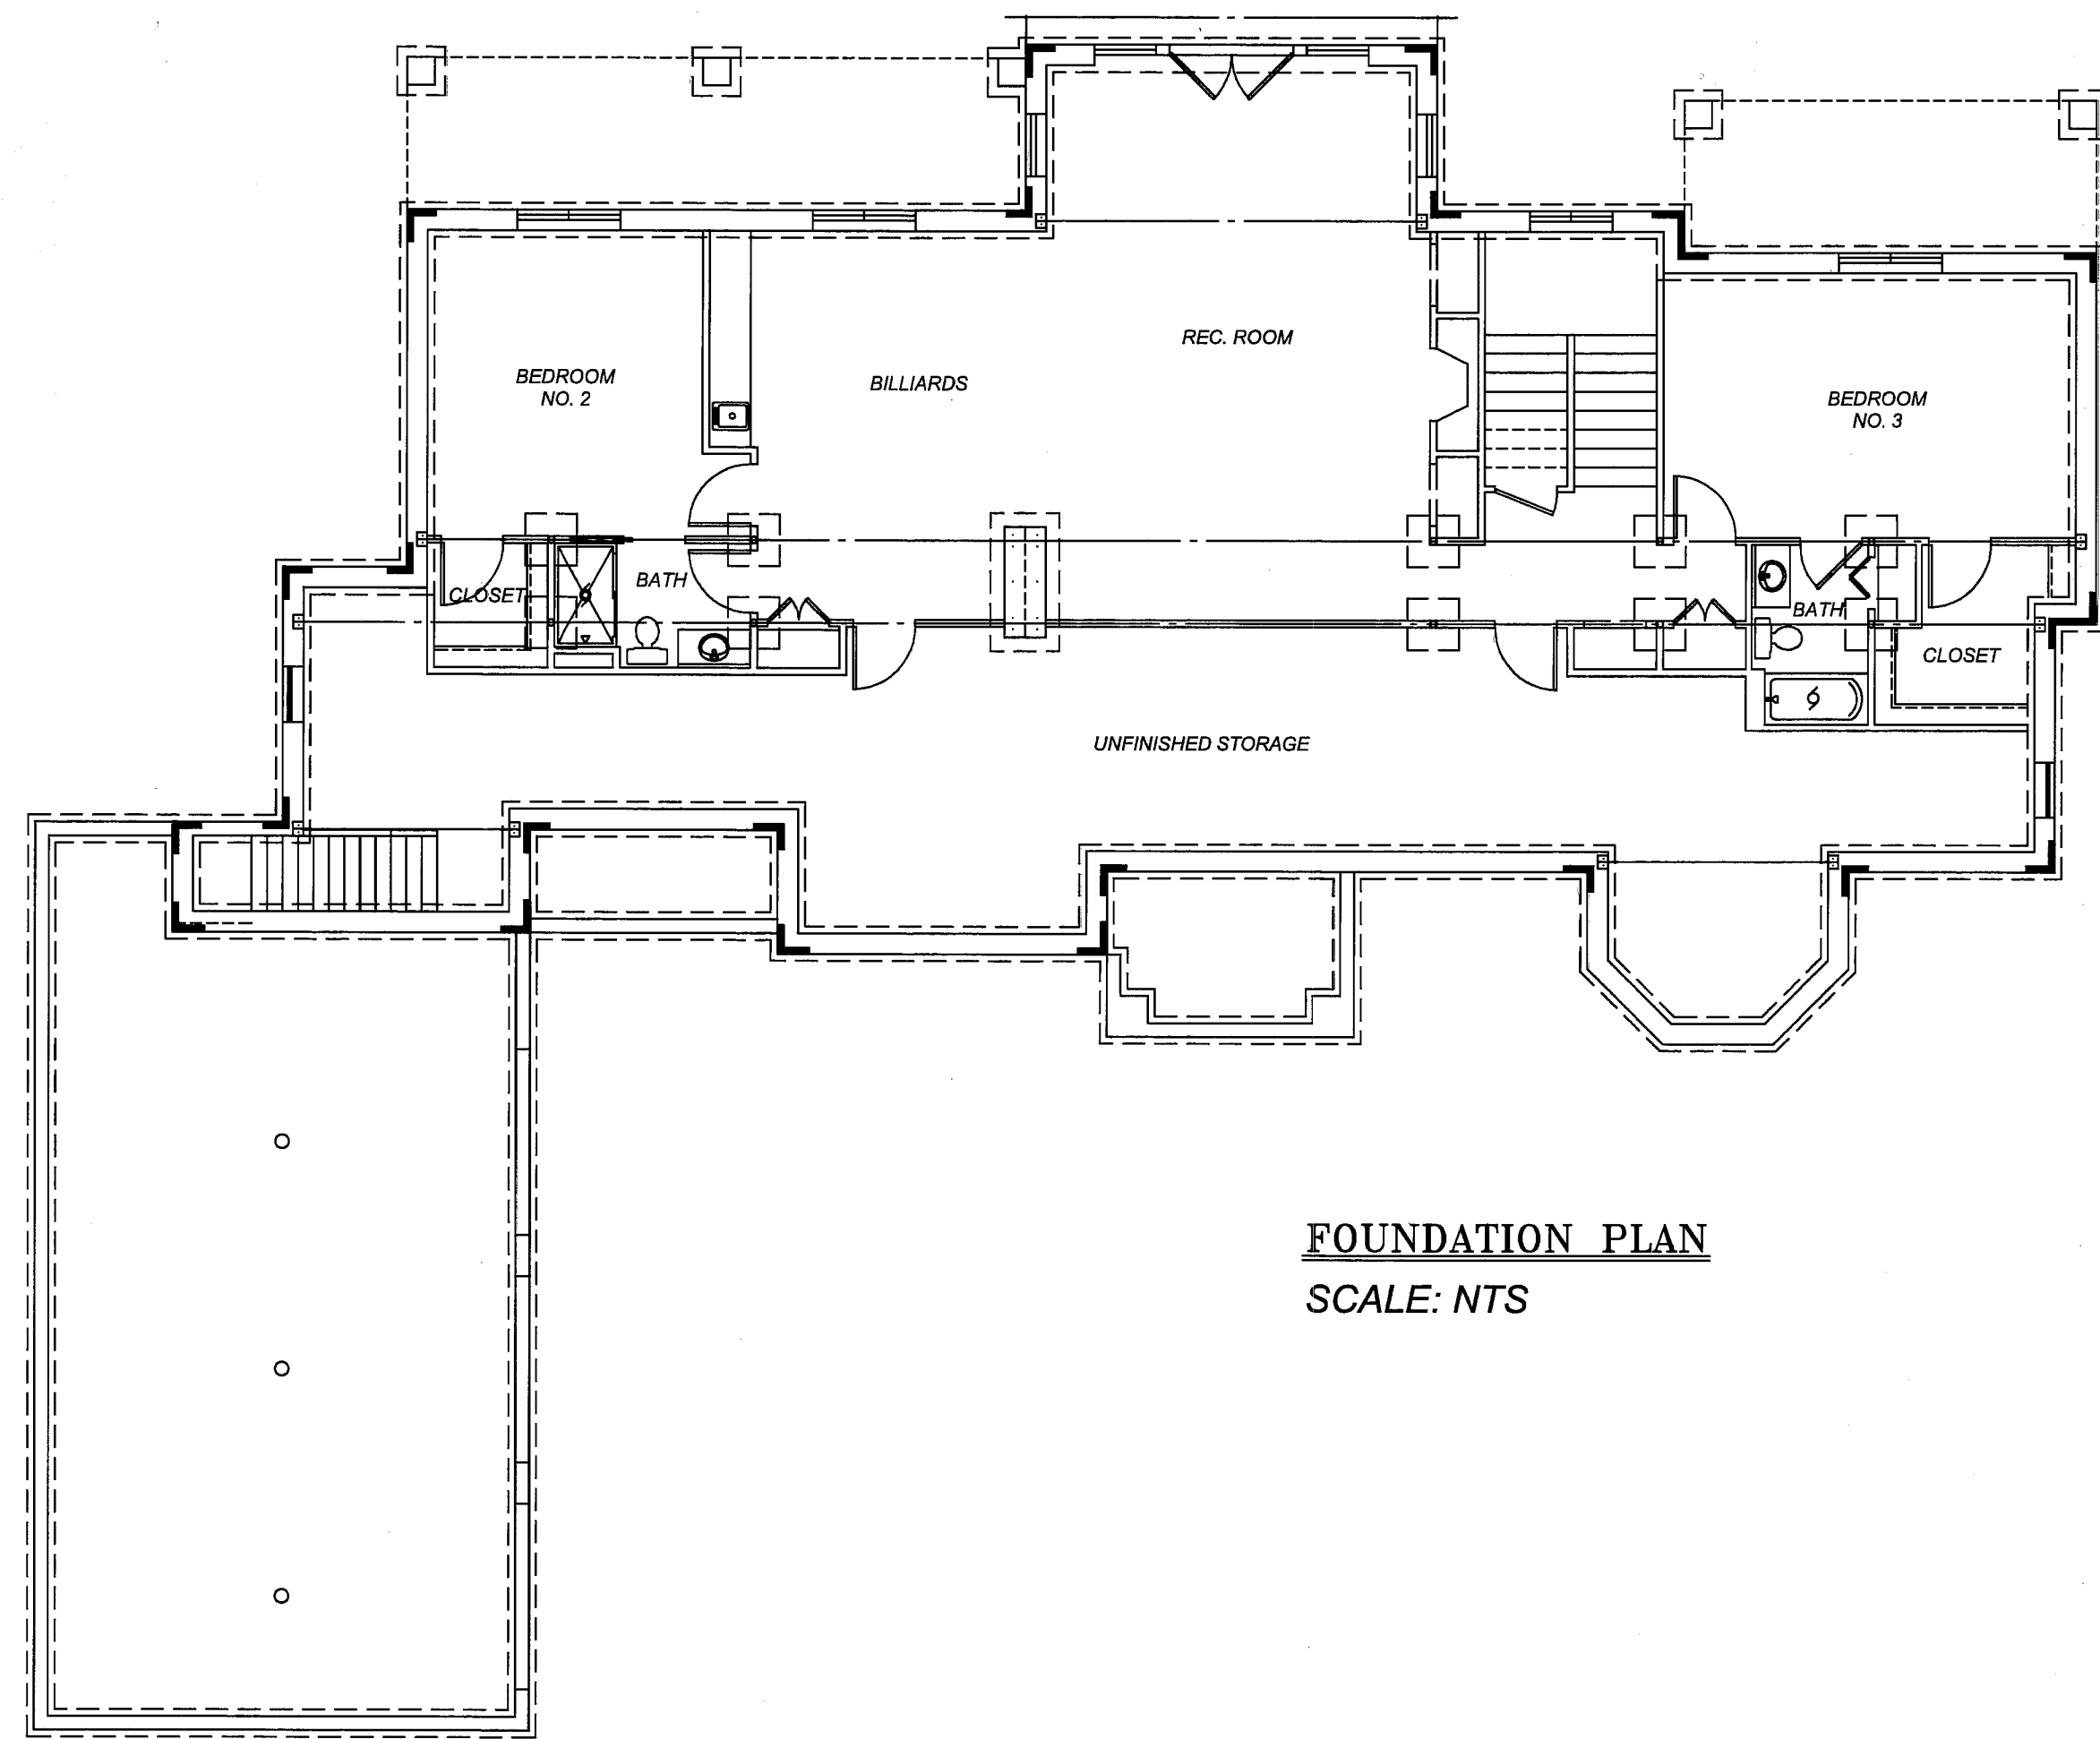 REC. ROOM
BEDROOM
NO. 2
BILLIARDS
BEDROOM
NO. 3
CLOSET
BATH
BATH
CLOSET
UNFINISHED STORAGE
FOUNDATION PLAN
SCALE: NTS